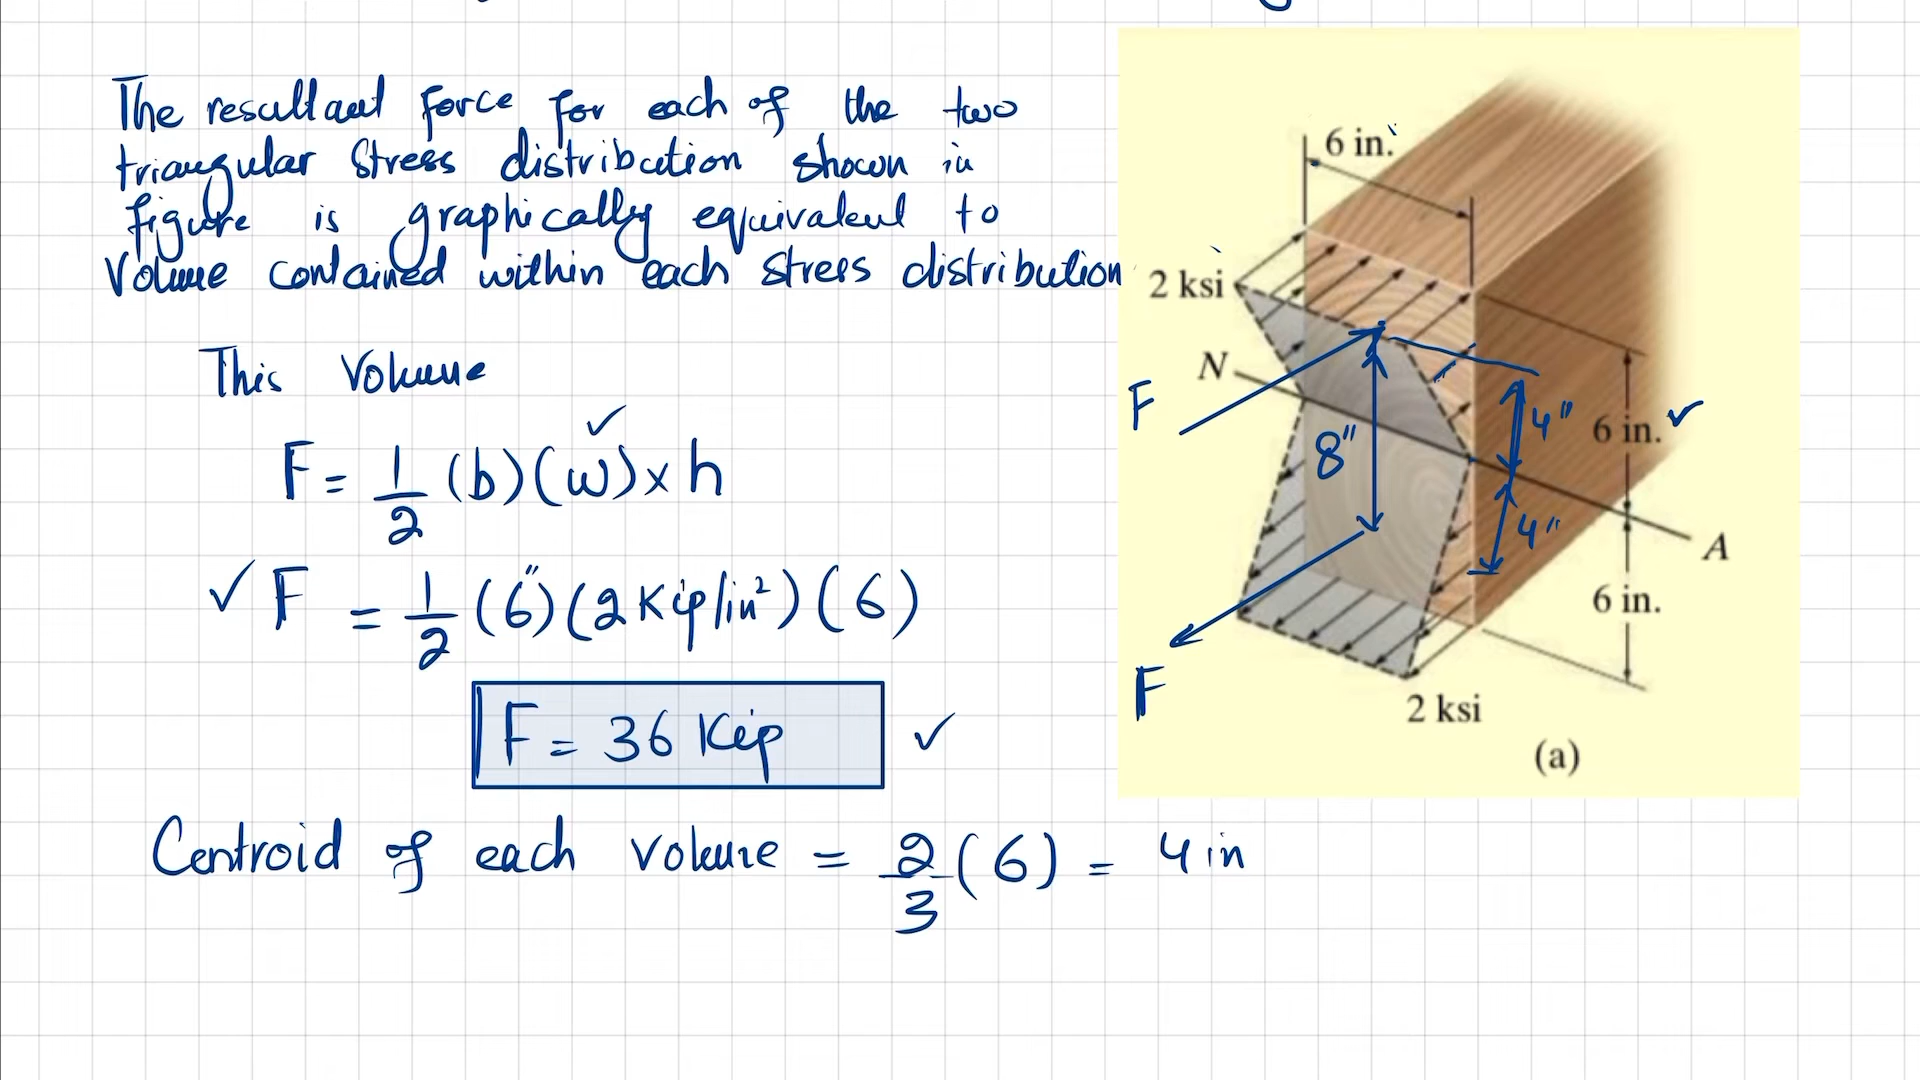 The resultant force for each of the two
triangular stress distribution shown in
figure is graphically equivalent to
Volume contained within each stress distribution
This Volume
F = 1/2 (b)(w) x h
✓ F = 1/2 (6")(2 Kip/in²)(6)
F = 36 Kip ✓
Centroid of each volume = 2/3 (6) = 4 in
6 in.
2 ksi
N
F
8"
4"
6 in. ✓
4"
A
6 in.
F
2 ksi
(a)